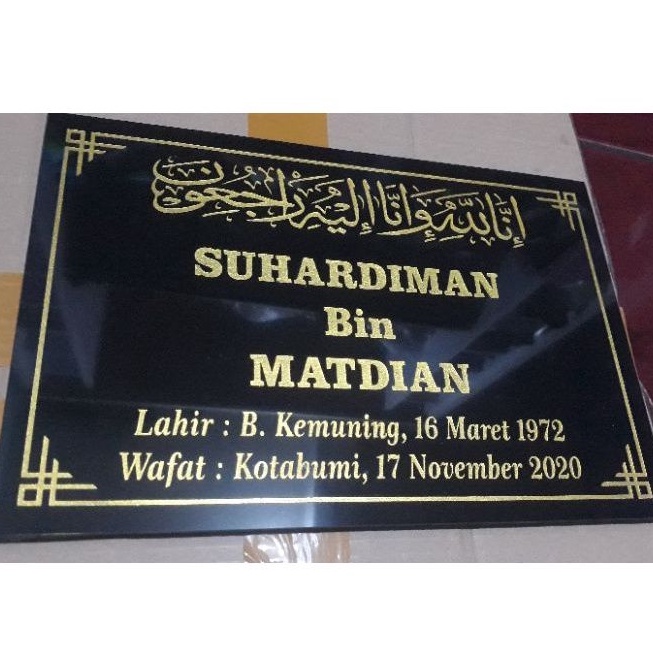 إنا لله وإنا إليه راجعون
SUHARDIMAN
Bin
MATDIAN
Lahir : B. Kemuning, 16 Maret 1972
Wafat : Kotabumi, 17 November 2020